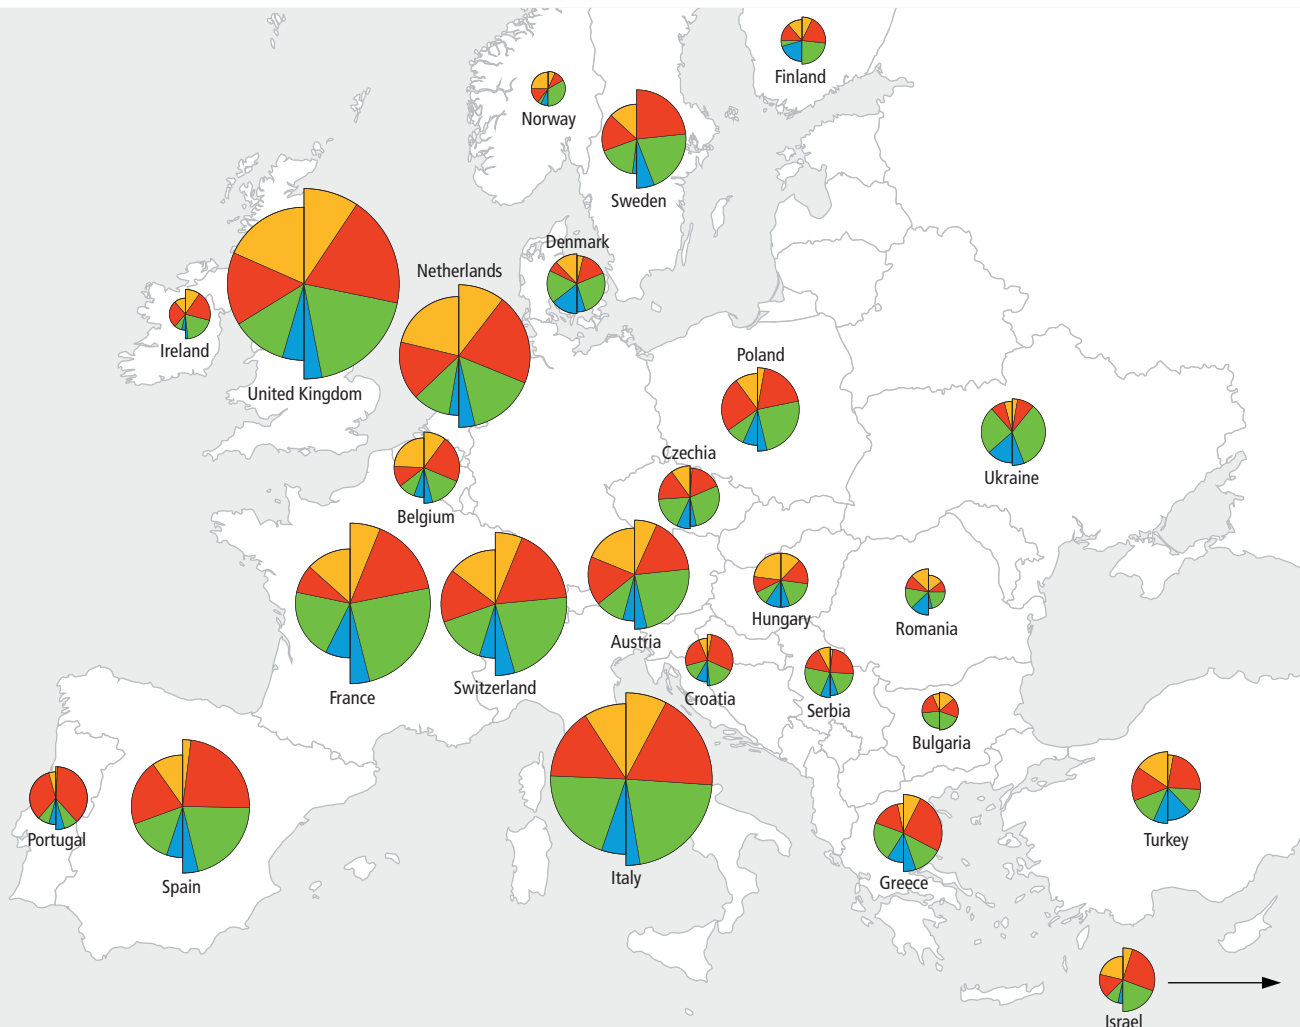 Finland
Norway
Sweden
Denmark
Netherlands
Ireland
United Kingdom
Poland
Czechia
Ukraine
Belgium
Hungary
Romania
Austria
France
Switzerland
Croatia
Serbia
Bulgaria
Portugal
Spain
Italy
Greece
Turkey
Israel